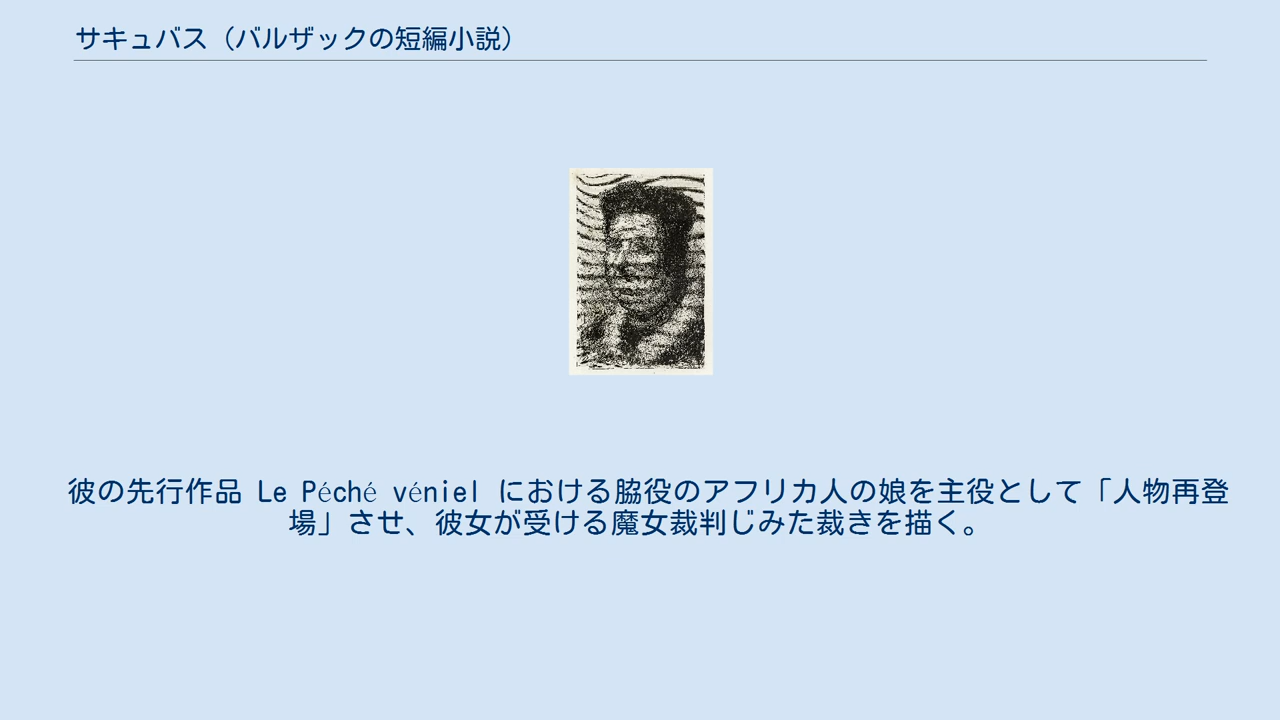 サキュバス（バルザックの短編小説）
彼の先行作品 Le Péché véniel における脇役のアフリカ人の娘を主役として「人物再登
場」させ、彼女が受ける魔女裁判じみた裁きを描く。